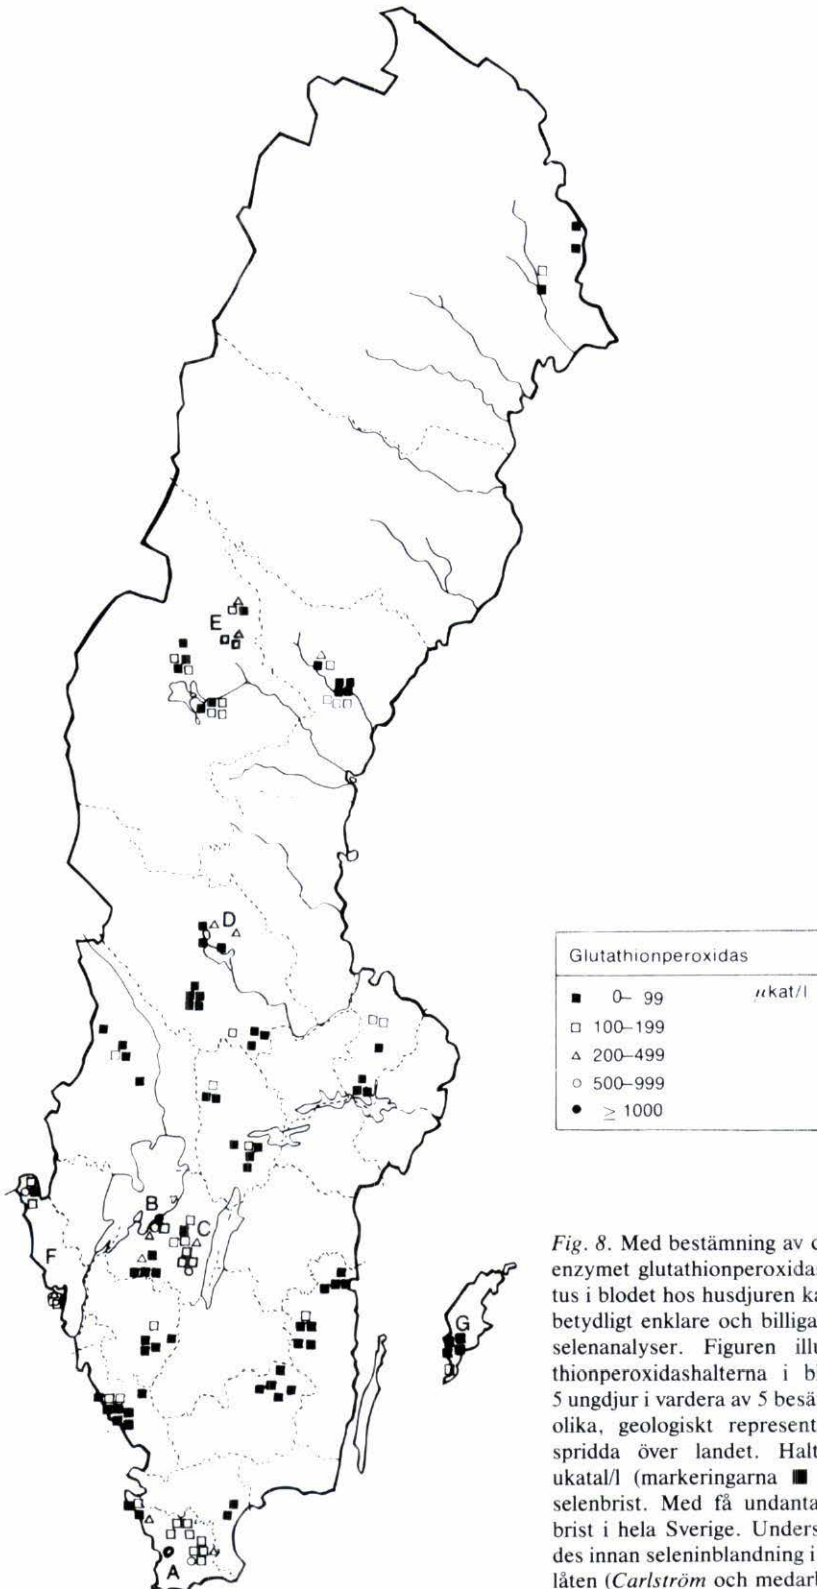 E
D
B
C
F
G
A
Glutathionperoxidas
■ 0– 99 µkat/l
□ 100–199
△ 200–499
○ 500–999
● ≥ 1000
Fig. 8. Med bestämning av d
enzymet glutathionperoxidas
tus i blodet hos husdjuren ka
betydligt enklare och billiga
selenanalyser. Figuren illu
thionperoxidashalterna i bl
5 ungdjur i vardera av 5 besä
olika, geologiskt represent
spridda över landet. Halt
ukatal/l (markeringarna ■
selenbrist. Med få undanta
brist i hela Sverige. Unders
des innan seleninblandning i
låten (Carlström och medarl